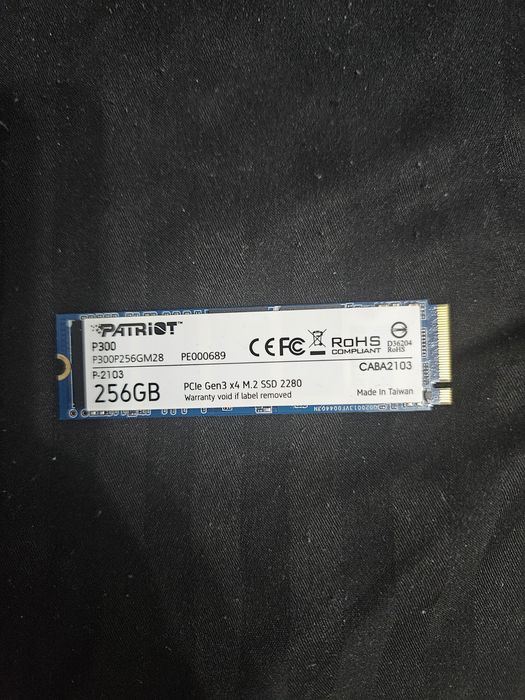 PATRIOT™
P300
P300P256GM28 PE000689
CE FC RoHS
COMPLIANT
D36204
RoHS
P-2103 CABA2103
256GB PCIe Gen3 x4 M.2 SSD 2280
Warranty void if label removed Made In Taiwan